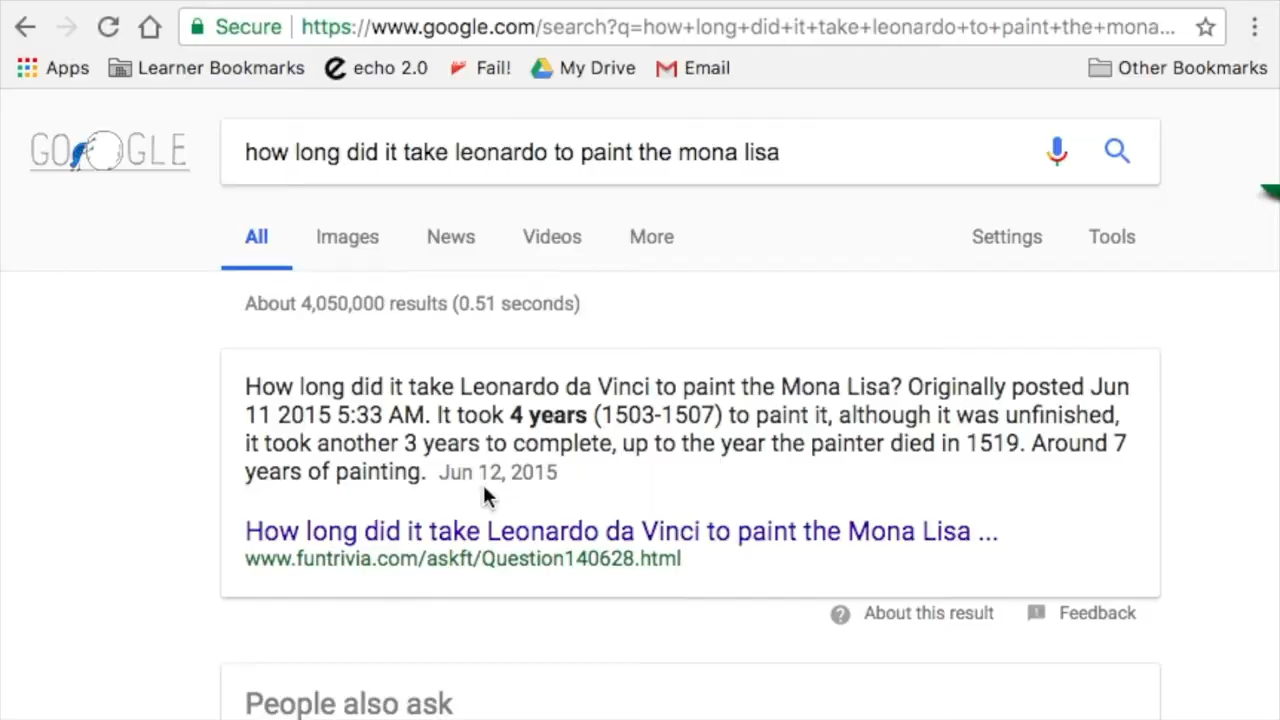 Secure https://www.google.com/search?q=how+long+did+it+take+leonardo+to+paint+the+mona...
Apps Learner Bookmarks echo 2.0 Fail! My Drive Email Other Bookmarks
GOOGLE how long did it take leonardo to paint the mona lisa
All Images News Videos More Settings Tools
About 4,050,000 results (0.51 seconds)
How long did it take Leonardo da Vinci to paint the Mona Lisa? Originally posted Jun
11 2015 5:33 AM. It took 4 years (1503-1507) to paint it, although it was unfinished,
it took another 3 years to complete, up to the year the painter died in 1519. Around 7
years of painting. Jun 12, 2015
How long did it take Leonardo da Vinci to paint the Mona Lisa ...
www.funtrivia.com/askft/Question140628.html
About this result Feedback
People also ask